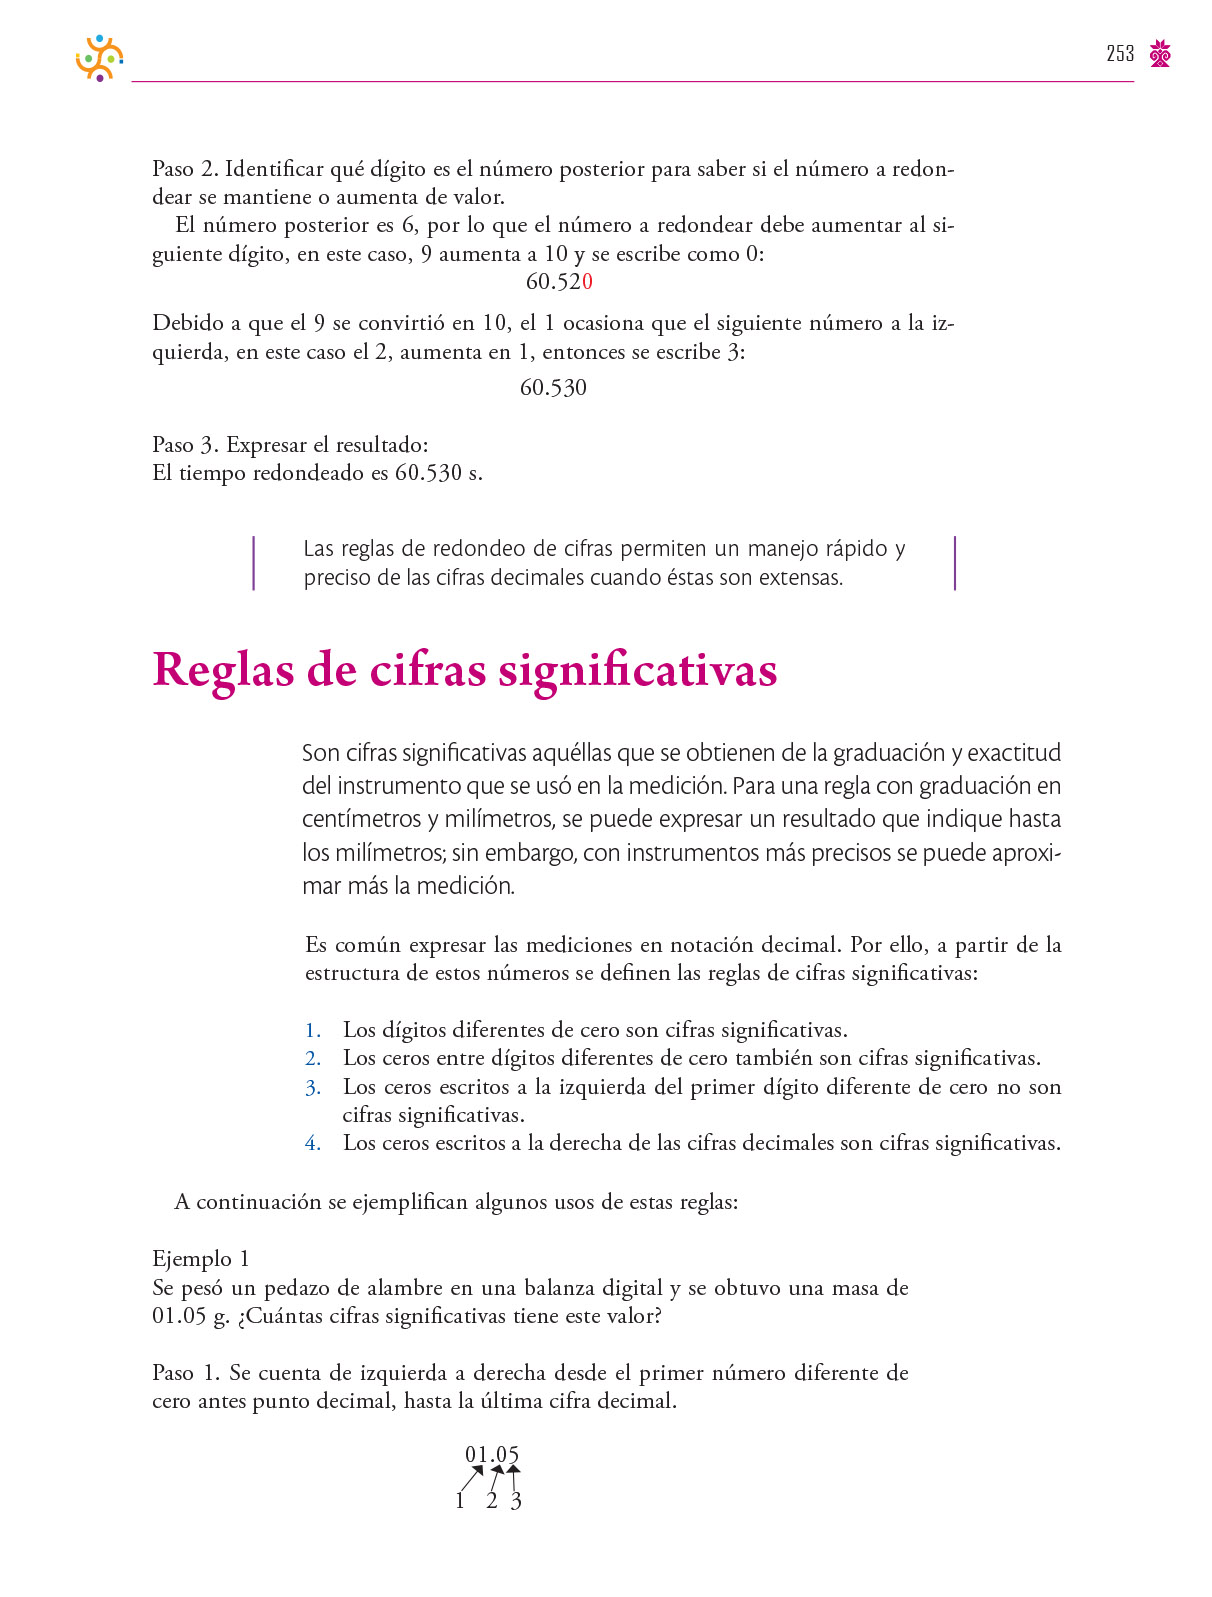 253
Paso 2. Identificar qué dígito es el número posterior para saber si el número a redon-
dear se mantiene o aumenta de valor.
El número posterior es 6, por lo que el número a redondear debe aumentar al si-
guiente dígito, en este caso, 9 aumenta a 10 y se escribe como 0:
60.520
Debido a que el 9 se convirtió en 10, el 1 ocasiona que el siguiente número a la iz-
quierda, en este caso el 2, aumenta en 1, entonces se escribe 3:
60.530
Paso 3. Expresar el resultado:
El tiempo redondeado es 60.530 s.
Las reglas de redondeo de cifras permiten un manejo rápido y
preciso de las cifras decimales cuando éstas son extensas.
Reglas de cifras significativas
Son cifras significativas aquéllas que se obtienen de la graduación y exactitud
del instrumento que se usó en la medición. Para una regla con graduación en
centímetros y milímetros, se puede expresar un resultado que indique hasta
los milímetros; sin embargo, con instrumentos más precisos se puede aproxi-
mar más la medición.
Es común expresar las mediciones en notación decimal. Por ello, a partir de la
estructura de estos números se definen las reglas de cifras significativas:
1. Los dígitos diferentes de cero son cifras significativas.
2. Los ceros entre dígitos diferentes de cero también son cifras significativas.
3. Los ceros escritos a la izquierda del primer dígito diferente de cero no son
cifras significativas.
4. Los ceros escritos a la derecha de las cifras decimales son cifras significativas.
A continuación se ejemplifican algunos usos de estas reglas:
Ejemplo 1
Se pesó un pedazo de alambre en una balanza digital y se obtuvo una masa de
01.05 g. ¿Cuántas cifras significativas tiene este valor?
Paso 1. Se cuenta de izquierda a derecha desde el primer número diferente de
cero antes punto decimal, hasta la última cifra decimal.
01.05
1 2 3